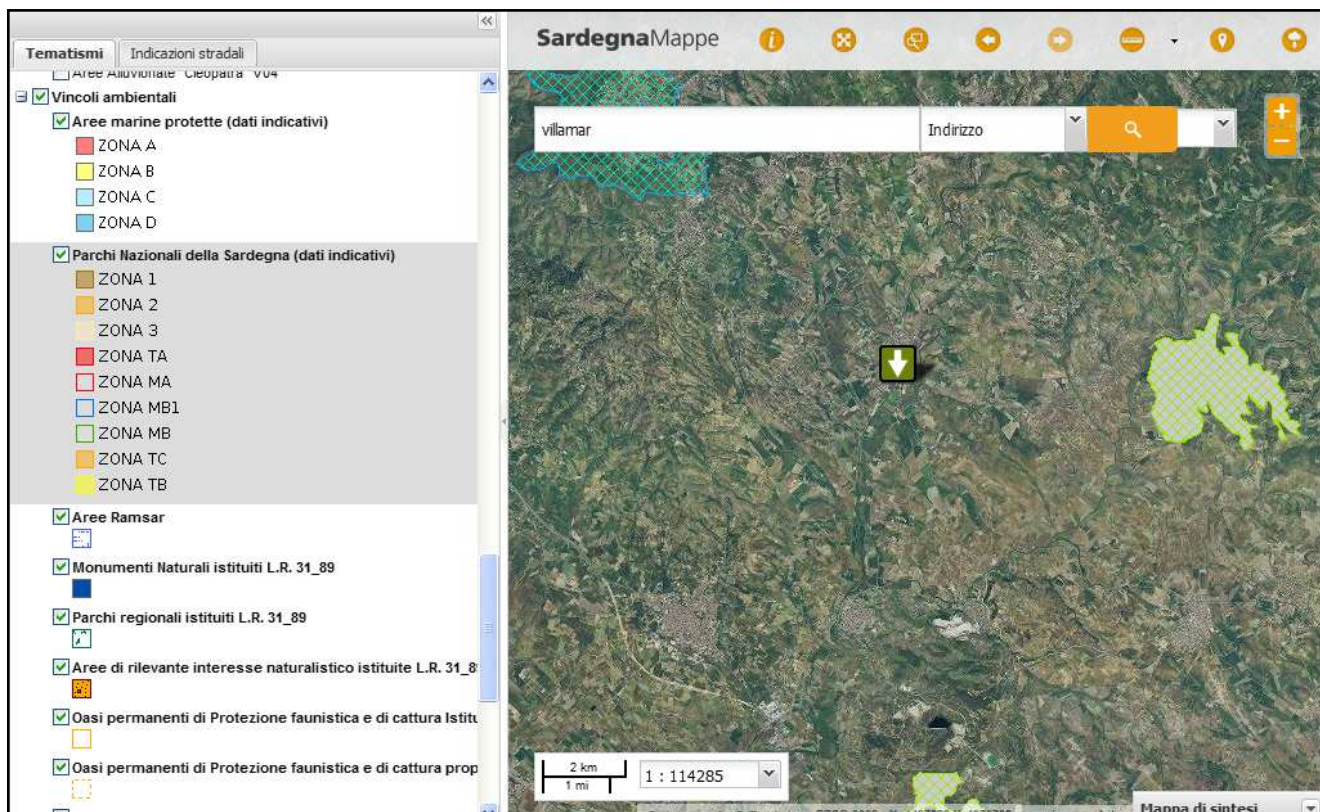 Tematismi
Indicazioni stradali
SardegnaMappe
Aree Alluvionate "Cleopatra" V04
Vincoli ambientali
Aree marine protette (dati indicativi)
ZONA A
ZONA B
ZONA C
ZONA D
Parchi Nazionali della Sardegna (dati indicativi)
ZONA 1
ZONA 2
ZONA 3
ZONA TA
ZONA MA
ZONA MB1
ZONA MB
ZONA TC
ZONA TB
Aree Ramsar
Monumenti Naturali istituiti L.R. 31_89
Parchi regionali istituiti L.R. 31_89
Aree di rilevante interesse naturalistico istituite L.R. 31_8
Oasi permanenti di Protezione faunistica e di cattura Istitu
Oasi permanenti di Protezione faunistica e di cattura prop
villamar
Indirizzo
2 km
1 mi
1 : 114285
Mappa di sintesi